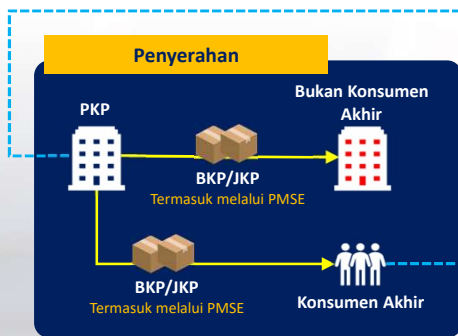 Penyerahan
PKP
Bukan Konsumen
Akhir
BKP/JKP
Termasuk melalui PMSE
BKP/JKP
Termasuk melalui PMSE
Konsumen Akhir